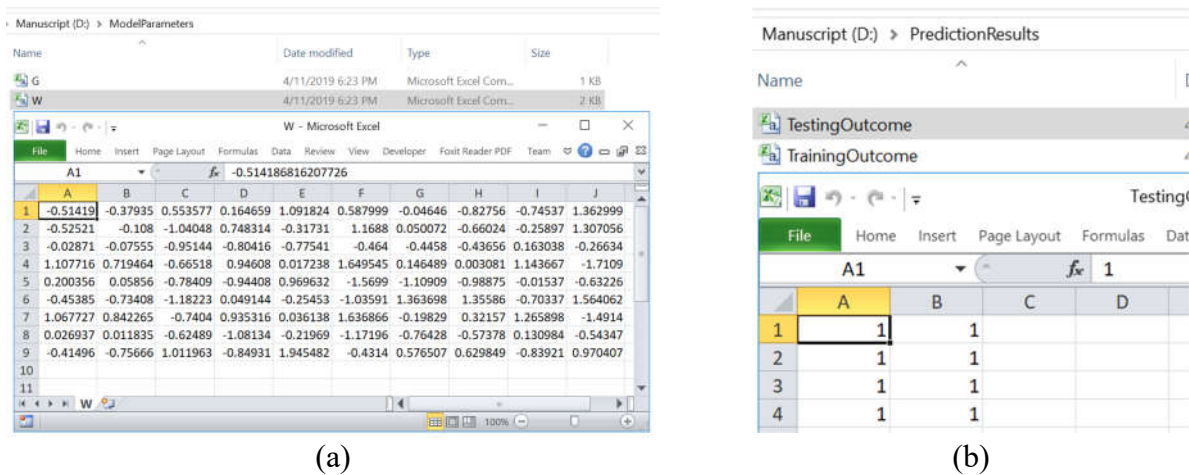 Manuscript (D:) > ModelParameters
Name Date modified Type Size
G 4/11/2019 6:23 PM Microsoft Excel Com... 1 KB
W 4/11/2019 6:23 PM Microsoft Excel Com... 2 KB
W - Microsoft Excel
File Home Insert Page Layout Formulas Data Review View Developer Foxit Reader PDF Team
A1 fx -0.514186816207726
A B C D E F G H I J
1 -0.51419 -0.37935 0.553577 0.164659 1.091824 0.587999 -0.04646 -0.82756 -0.74537 1.362999
2 -0.52521 -0.108 -1.04048 0.748314 -0.31731 1.1688 0.050072 -0.66024 -0.25897 1.307056
3 -0.02871 -0.07555 -0.95144 -0.80416 -0.77541 -0.464 -0.4458 -0.43656 0.163038 -0.26634
4 1.107716 0.719464 -0.66518 0.94608 0.017238 1.649545 0.146489 0.003081 1.143667 -1.7109
5 0.200356 0.05856 -0.78409 -0.94408 0.969632 -1.5699 -1.10909 -0.98875 -0.01537 -0.63226
6 -0.45385 -0.73408 -1.18223 0.049144 -0.25453 -1.03591 1.363698 1.35586 -0.70337 1.564062
7 1.067727 0.842265 -0.7404 0.935316 0.036138 1.636866 -0.19829 0.32157 1.265898 -1.4914
8 0.026937 0.011835 -0.62489 -1.08134 -0.21969 -1.17196 -0.76428 -0.57378 0.130984 -0.54347
9 -0.41496 -0.75666 1.011963 -0.84931 1.945482 -0.4314 0.576507 0.629849 -0.83921 0.970407
10
11
W
100%
(a)
Manuscript (D:) > PredictionResults
Name
TestingOutcome
TrainingOutcome
Testing
File Home Insert Page Layout Formulas Dat
A1 fx 1
A B C D
1 1 1
2 1 1
3 1 1
4 1 1
(b)